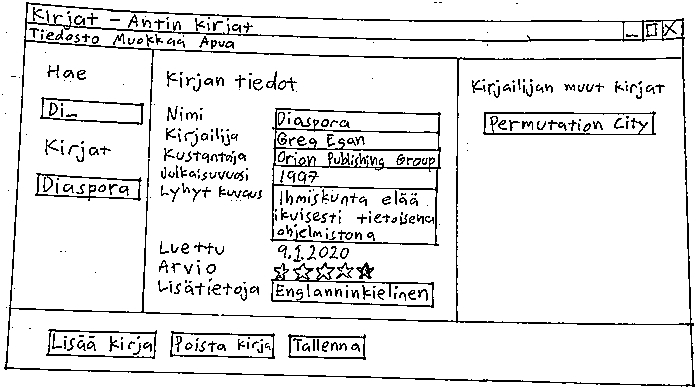 Kirjat - Antin kirjat
Tiedosto Muokkaa Apua
Hae
Di_
Kirjat
Diaspora
Kirjan tiedot
Nimi Diaspora
Kirjailija Greg Egan
Kustantaja Orion Publishing Group
Julkaisuvuosi 1997
Lyhyt kuvaus Ihmiskunta elää
ikuisesti tietoisena
ohjelmistona
Luettu 9.1.2020
Arvio
Lisätietoja Englanninkielinen
Kirjailijan muut kirjat
Permutation City
Lisää kirja Poista kirja Tallenna